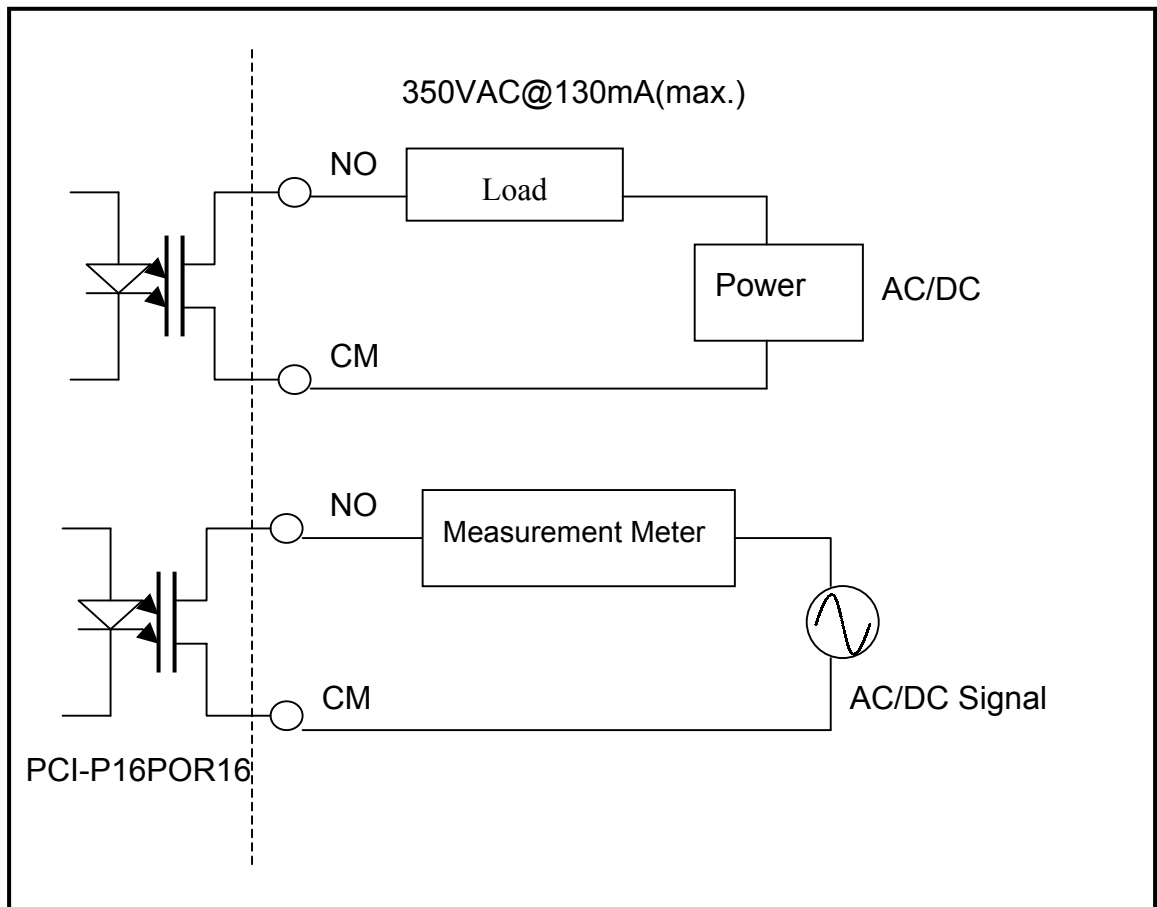 350VAC@130mA(max.)
NO
Load
Power
AC/DC
CM
NO
Measurement Meter
CM
AC/DC Signal
PCI-P16POR16